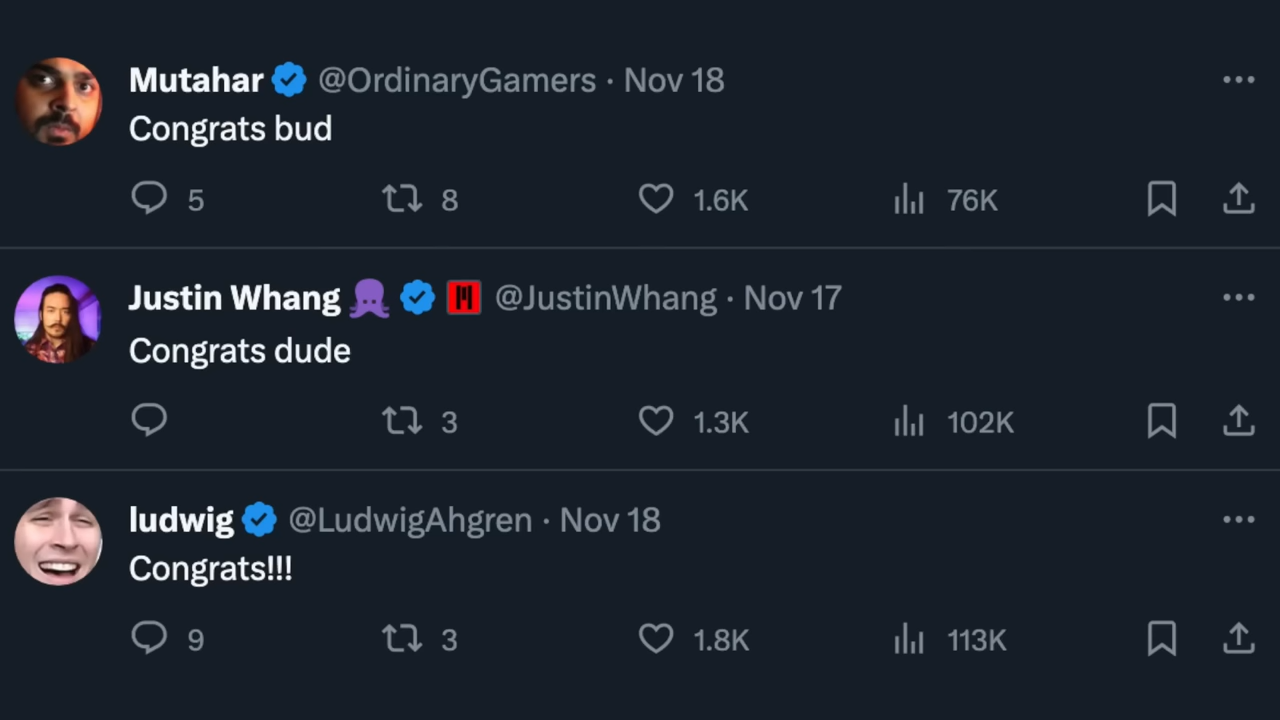 Mutahar @OrdinaryGamers · Nov 18
Congrats bud
5 8 1.6K 76K
Justin Whang @JustinWhang · Nov 17
Congrats dude
3 1.3K 102K
ludwig @LudwigAhgren · Nov 18
Congrats!!!
9 3 1.8K 113K